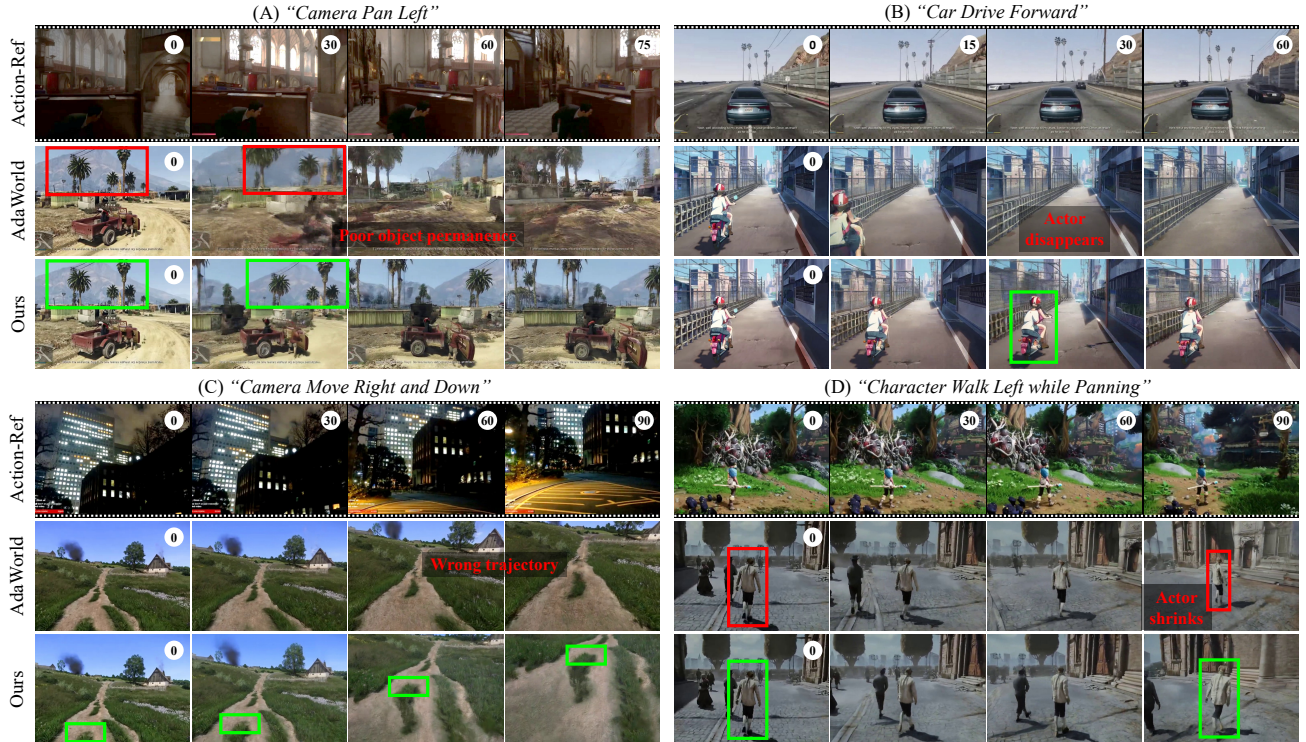 (A) "Camera Pan Left"
Action-Ref
0
30
60
75
AdaWorld
0
Poor object permanence
Ours
0
(B) "Car Drive Forward"
0
15
30
60
0
Actor
disappears
0
(C) "Camera Move Right and Down"
Action-Ref
0
30
60
90
AdaWorld
0
Wrong trajectory
Ours
0
(D) "Character Walk Left while Panning"
0
30
60
90
0
Actor
shrinks
0